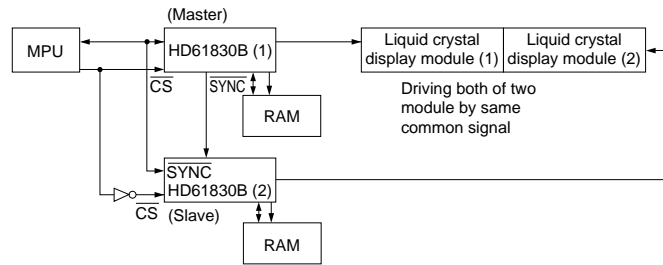 (Master)
MPU
HD61830B (1)
Liquid crystal
display module (1)
Liquid crystal
display module (2)
CS
SYNC
Driving both of two
module by same
common signal
RAM
SYNC
HD61830B (2)
CS
(Slave)
RAM